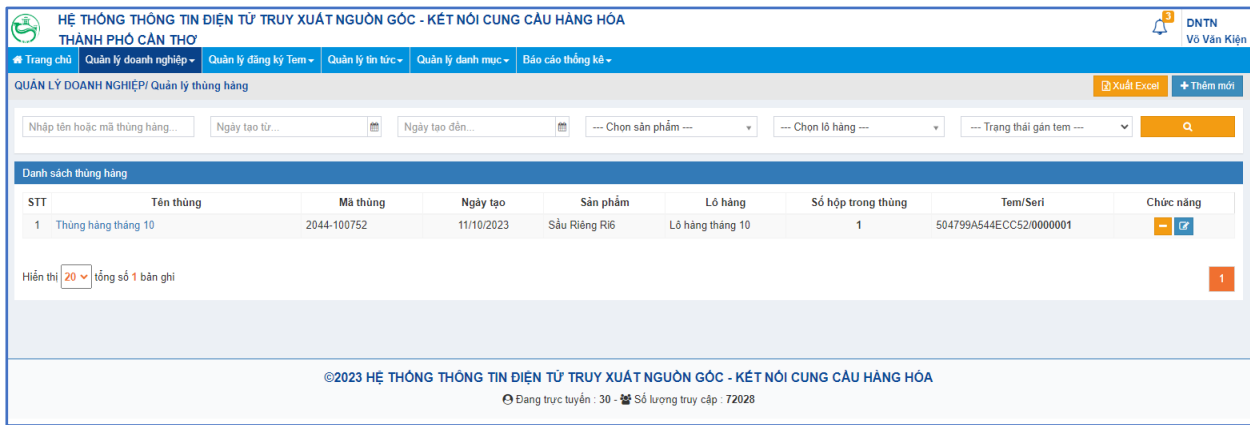 HỆ THỐNG THÔNG TIN ĐIỆN TỬ TRUY XUẤT NGUỒN GỐC - KẾT NỐI CUNG CẦU HÀNG HÓA
THÀNH PHỐ CẦN THƠ
3
DNTN
Võ Văn Kiện
Trang chủ Quản lý doanh nghiệp Quản lý đăng ký Tem Quản lý tin tức Quản lý danh mục Báo cáo thống kê
QUẢN LÝ DOANH NGHIỆP/ Quản lý thùng hàng
Xuất Excel + Thêm mới
Nhập tên hoặc mã thùng hàng... Ngày tạo từ... Ngày tạo đến... --- Chọn sản phẩm --- --- Chọn lô hàng --- --- Trạng thái gán tem ---
Danh sách thùng hàng
STT Tên thùng Mã thùng Ngày tạo Sản phẩm Lô hàng Số hộp trong thùng Tem/Seri Chức năng
1 Thùng hàng tháng 10 2044-100752 11/10/2023 Sầu Riêng Ri6 Lô hàng tháng 10 1 504799A544ECC52/0000001
Hiển thị 20 tổng số 1 bản ghi
1
©2023 HỆ THỐNG THÔNG TIN ĐIỆN TỬ TRUY XUẤT NGUỒN GỐC - KẾT NỐI CUNG CẦU HÀNG HÓA
Đang trực tuyến : 30 - Số lượng truy cập : 72028